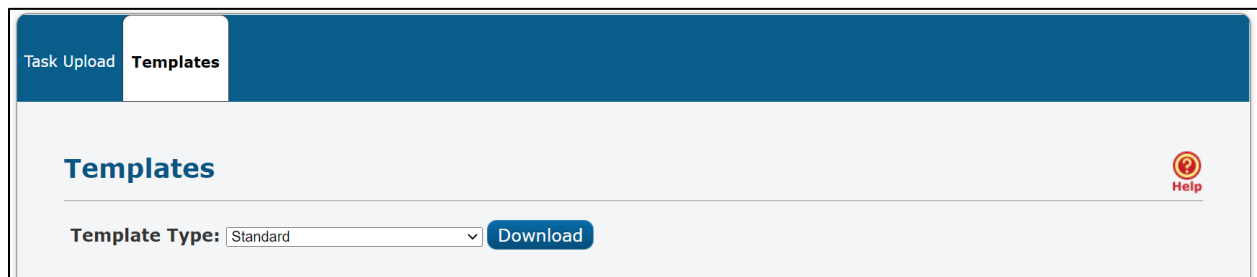 Task Upload Templates
Templates
Help
Template Type: Standard Download